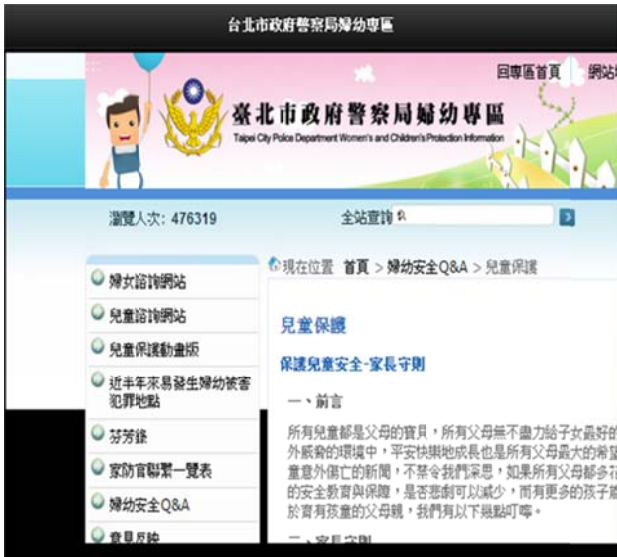 台北市政府警察局婦幼專區
回專區首頁 網站
臺北市政府警察局婦幼專區
Taipei City Police Department Women's and Children's Protection Information
瀏覽人次: 476319
全站查詢
現在位置 首頁 > 婦幼安全Q&A > 兒童保護
婦女諮詢網站
兒童諮詢網站
兒童保護動畫版
近半年來易發生婦幼被害
犯罪地點
芬芳錄
家防官聯繫一覽表
婦幼安全Q&A
意見反映
兒童保護
保護兒童安全-家長守則
一、前言
所有兒童都是父母的寶貝，所有父母無不盡力給子女最好的
外威脅的環境中，平安快樂地成長也是所有父母最大的希望
童意外傷亡的新聞，不禁令我們深思，如果所有父母都多花
的安全教育與保障，是否悲劇可以減少，而有更多的孩子
於育有孩童的父母親，我們有以下幾點叮嚀。
二、家長守則